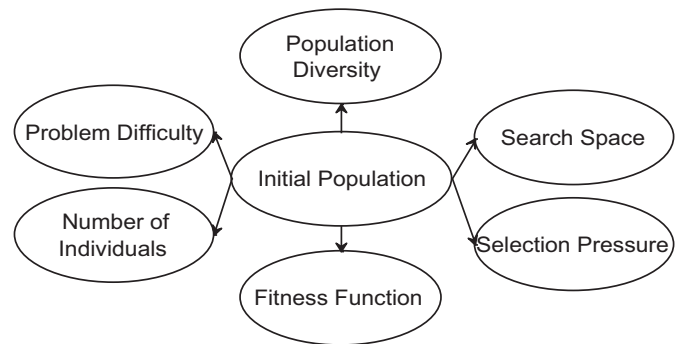 Population
Diversity
Problem Difficulty
Search Space
Initial Population
Number of
Individuals
Selection Pressure
Fitness Function